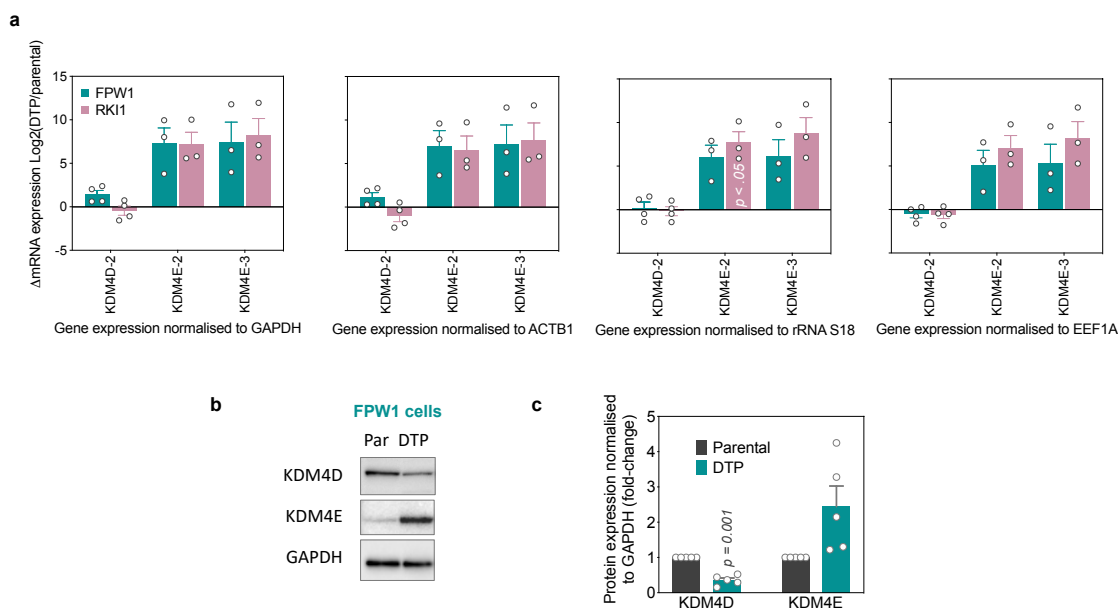 a
ΔmRNA expression Log2(DTP/parental)
15
10
5
0
-5
FPW1
RKI1
KDM4D-2
KDM4E-2
KDM4E-3
Gene expression normalised to GAPDH
KDM4D-2
KDM4E-2
KDM4E-3
Gene expression normalised to ACTB1
p < .05
KDM4D-2
KDM4E-2
KDM4E-3
Gene expression normalised to rRNA S18
KDM4D-2
KDM4E-2
KDM4E-3
Gene expression normalised to EEF1A
b
FPW1 cells
Par DTP
KDM4D
KDM4E
GAPDH
c
Protein expression normalised
to GAPDH (fold-change)
5
4
3
2
1
0
Parental
DTP
p = 0.001
KDM4D
KDM4E